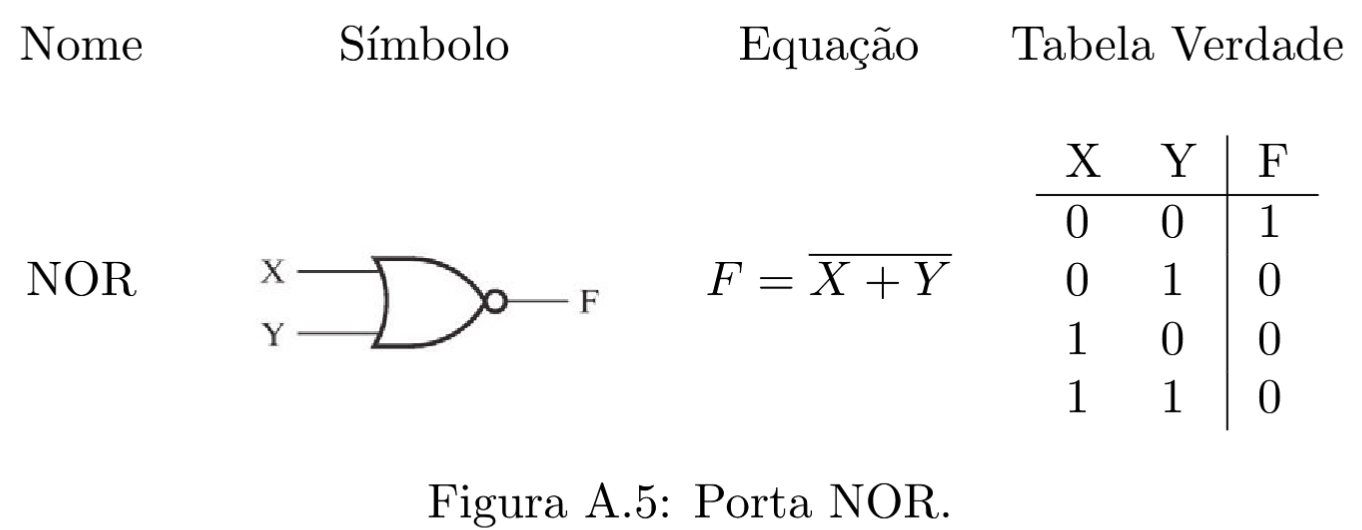 Nome Símbolo Equação Tabela Verdade
X Y F
0 0 1
NOR X Y F F = \overline{X + Y} 0 1 0
1 0 0
1 1 0
Figura A.5: Porta NOR.